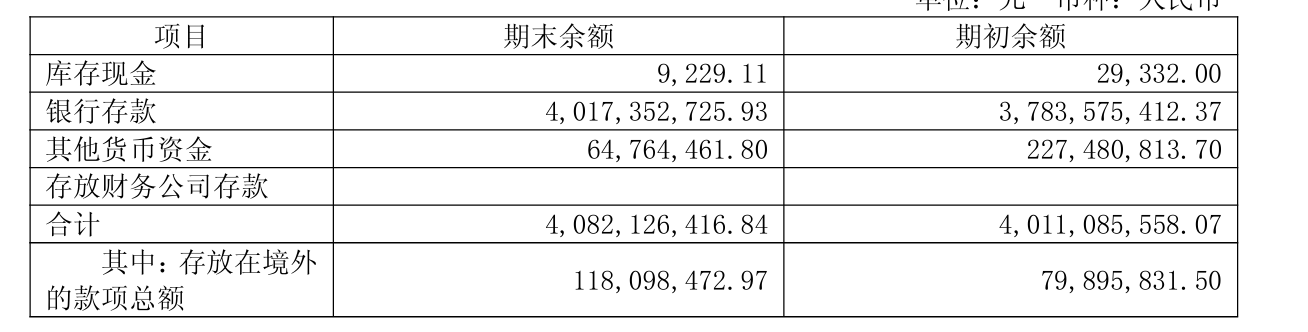 单位：元 币种：人民币
项目 期末余额 期初余额
库存现金 9,229.11 29,332.00
银行存款 4,017,352,725.93 3,783,575,412.37
其他货币资金 64,764,461.80 227,480,813.70
存放财务公司存款
合计 4,082,126,416.84 4,011,085,558.07
其中：存放在境外
的款项总额 118,098,472.97 79,895,831.50